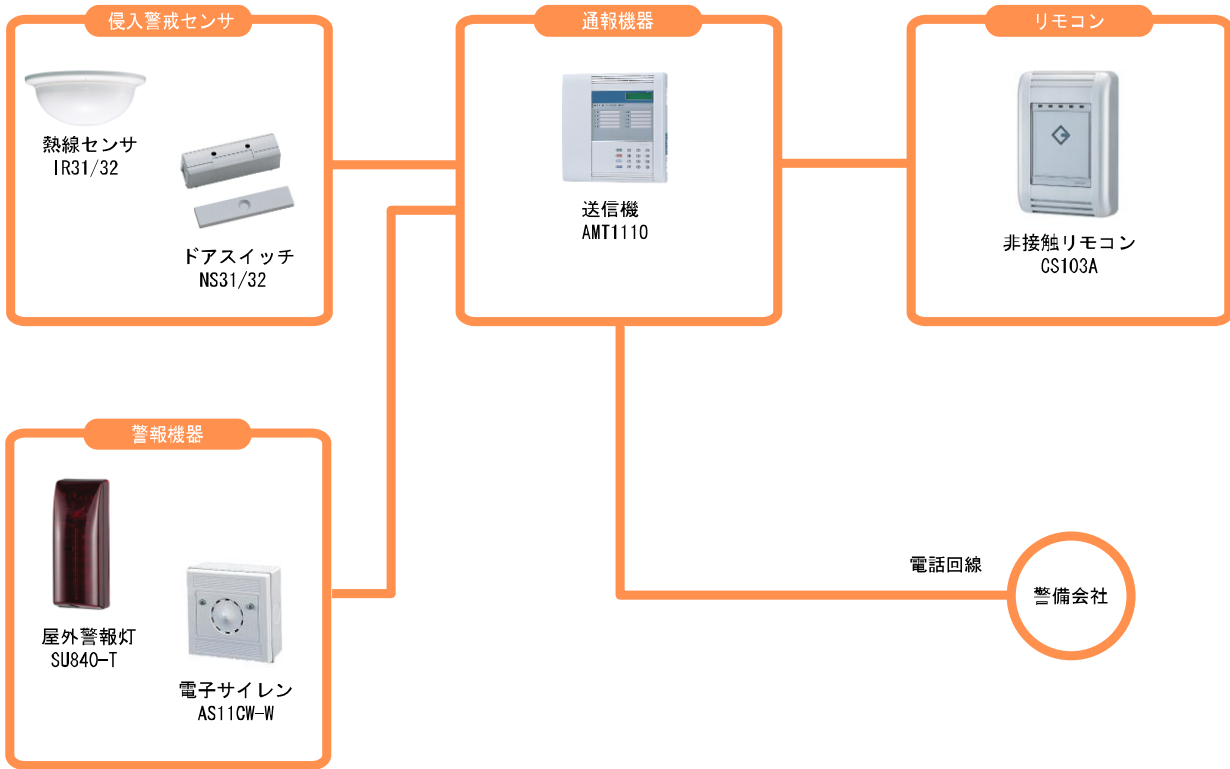 侵入警戒センサ
通報機器
リモコン
熱線センサ
IR31/32
ドアスイッチ
NS31/32
送信機
AMT1110
非接触リモコン
CS103A
警報機器
屋外警報灯
SU840-T
電子サイレン
AS11CW-W
電話回線
警備会社